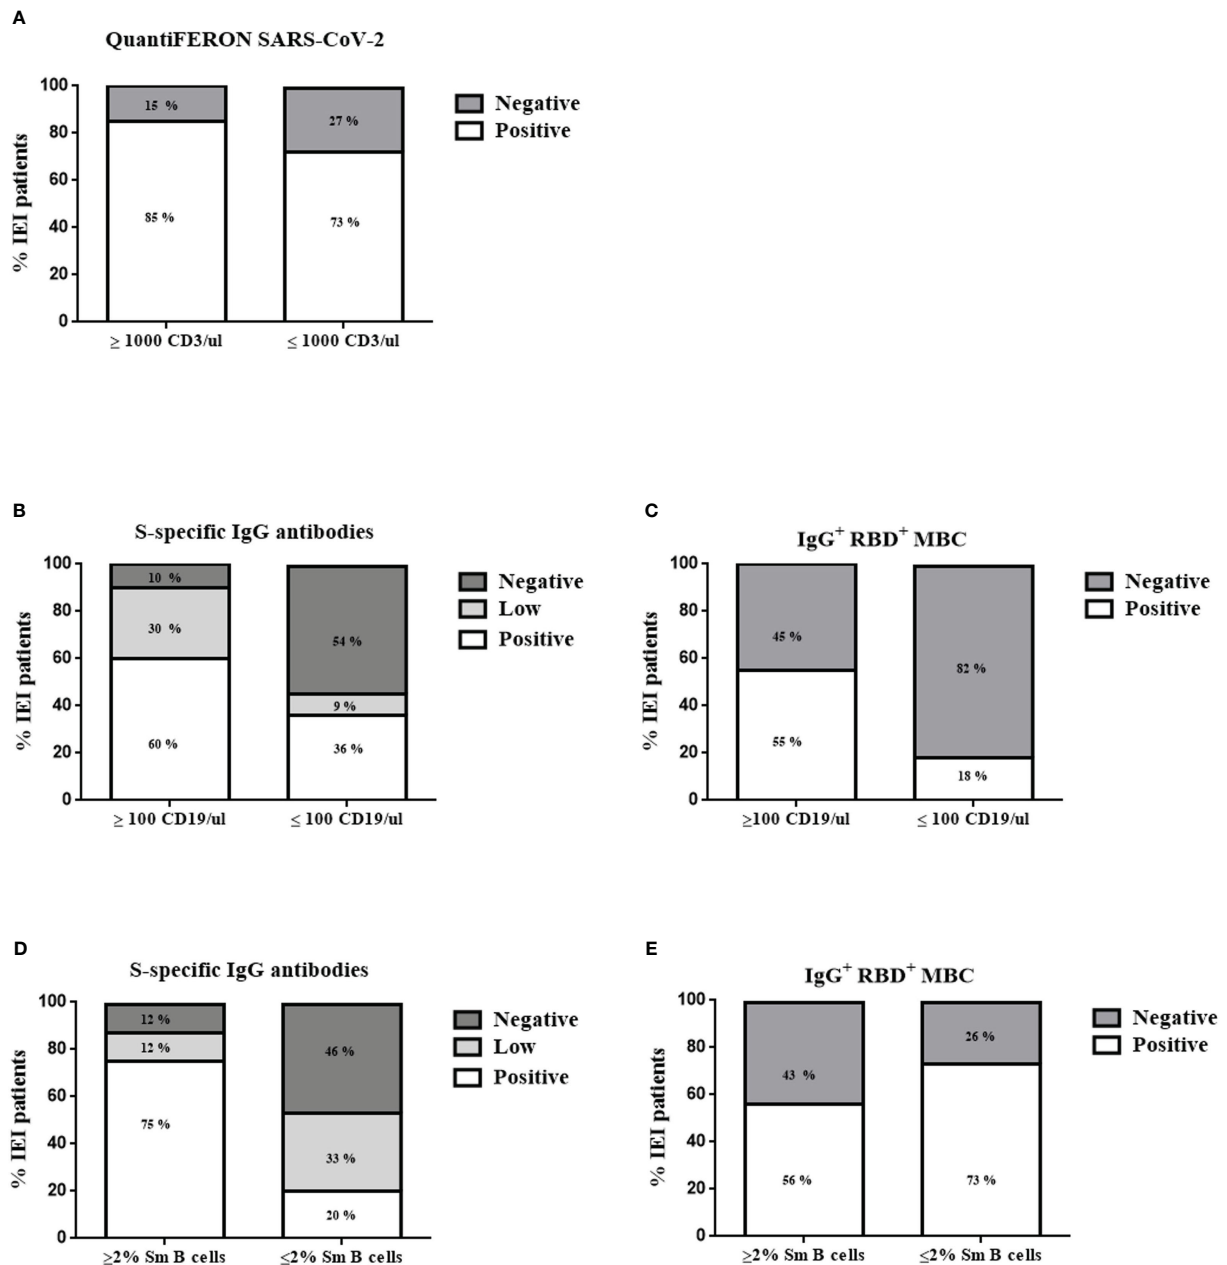 A
QuantiFERON SARS-CoV-2
% IEI patients
100
80
60
40
20
0
15 %
85 %
27 %
73 %
≥ 1000 CD3/ul
≤ 1000 CD3/ul
Negative
Positive
B
S-specific IgG antibodies
% IEI patients
100
80
60
40
20
0
10 %
30 %
60 %
54 %
9 %
36 %
≥ 100 CD19/ul
≤ 100 CD19/ul
Negative
Low
Positive
C
IgG+ RBD+ MBC
% IEI patients
100
80
60
40
20
0
45 %
55 %
82 %
18 %
≥100 CD19/ul
≤ 100 CD19/ul
Negative
Positive
D
S-specific IgG antibodies
% IEI patients
100
80
60
40
20
0
12 %
12 %
75 %
46 %
33 %
20 %
≥2% Sm B cells
≤2% Sm B cells
Negative
Low
Positive
E
IgG+ RBD+ MBC
% IEI patients
100
80
60
40
20
0
43 %
56 %
26 %
73 %
≥2% Sm B cells
≤2% Sm B cells
Negative
Positive